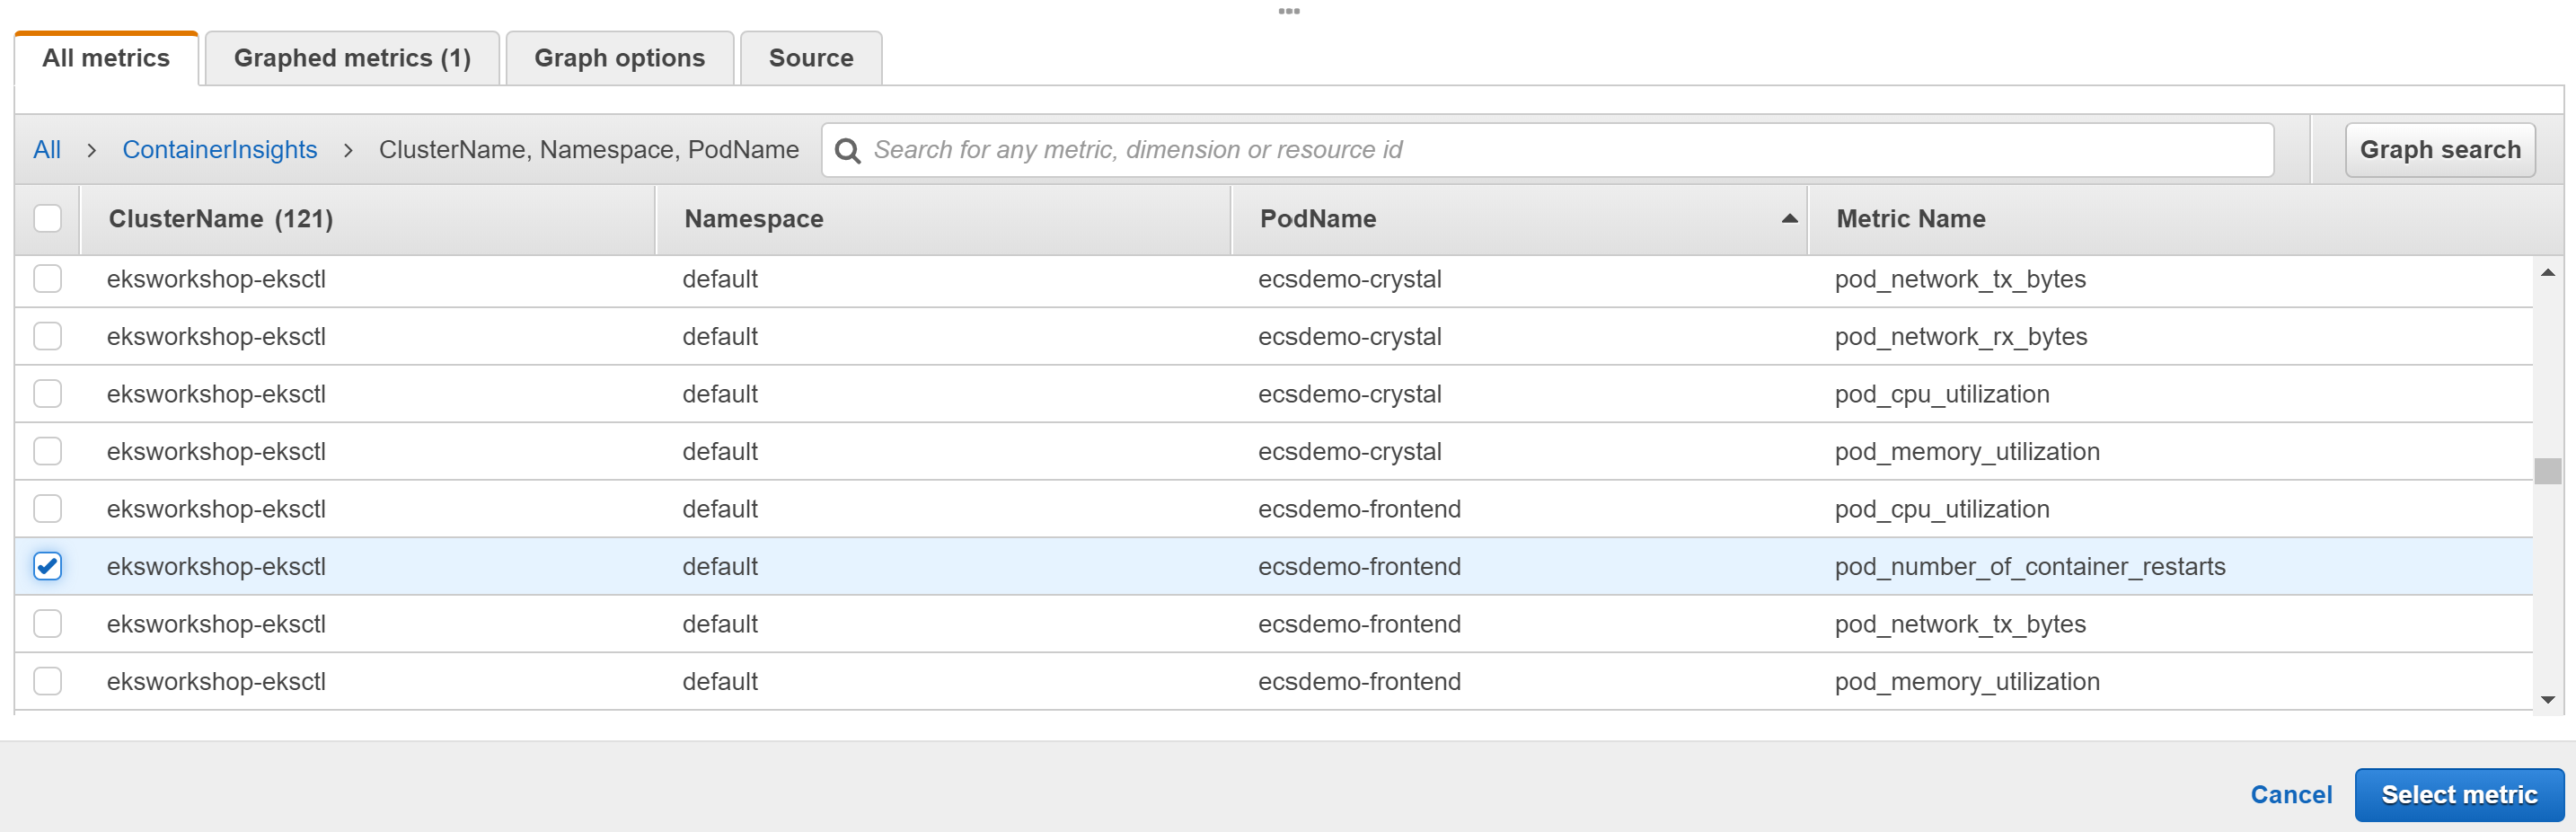 All metrics Graphed metrics (1) Graph options Source
All > ContainerInsights > ClusterName, Namespace, PodName Search for any metric, dimension or resource id Graph search
ClusterName (121) Namespace PodName Metric Name
eksworkshop-eksctl default ecsdemo-crystal pod_network_tx_bytes
eksworkshop-eksctl default ecsdemo-crystal pod_network_rx_bytes
eksworkshop-eksctl default ecsdemo-crystal pod_cpu_utilization
eksworkshop-eksctl default ecsdemo-crystal pod_memory_utilization
eksworkshop-eksctl default ecsdemo-frontend pod_cpu_utilization
eksworkshop-eksctl default ecsdemo-frontend pod_number_of_container_restarts
eksworkshop-eksctl default ecsdemo-frontend pod_network_tx_bytes
eksworkshop-eksctl default ecsdemo-frontend pod_memory_utilization
Cancel Select metric